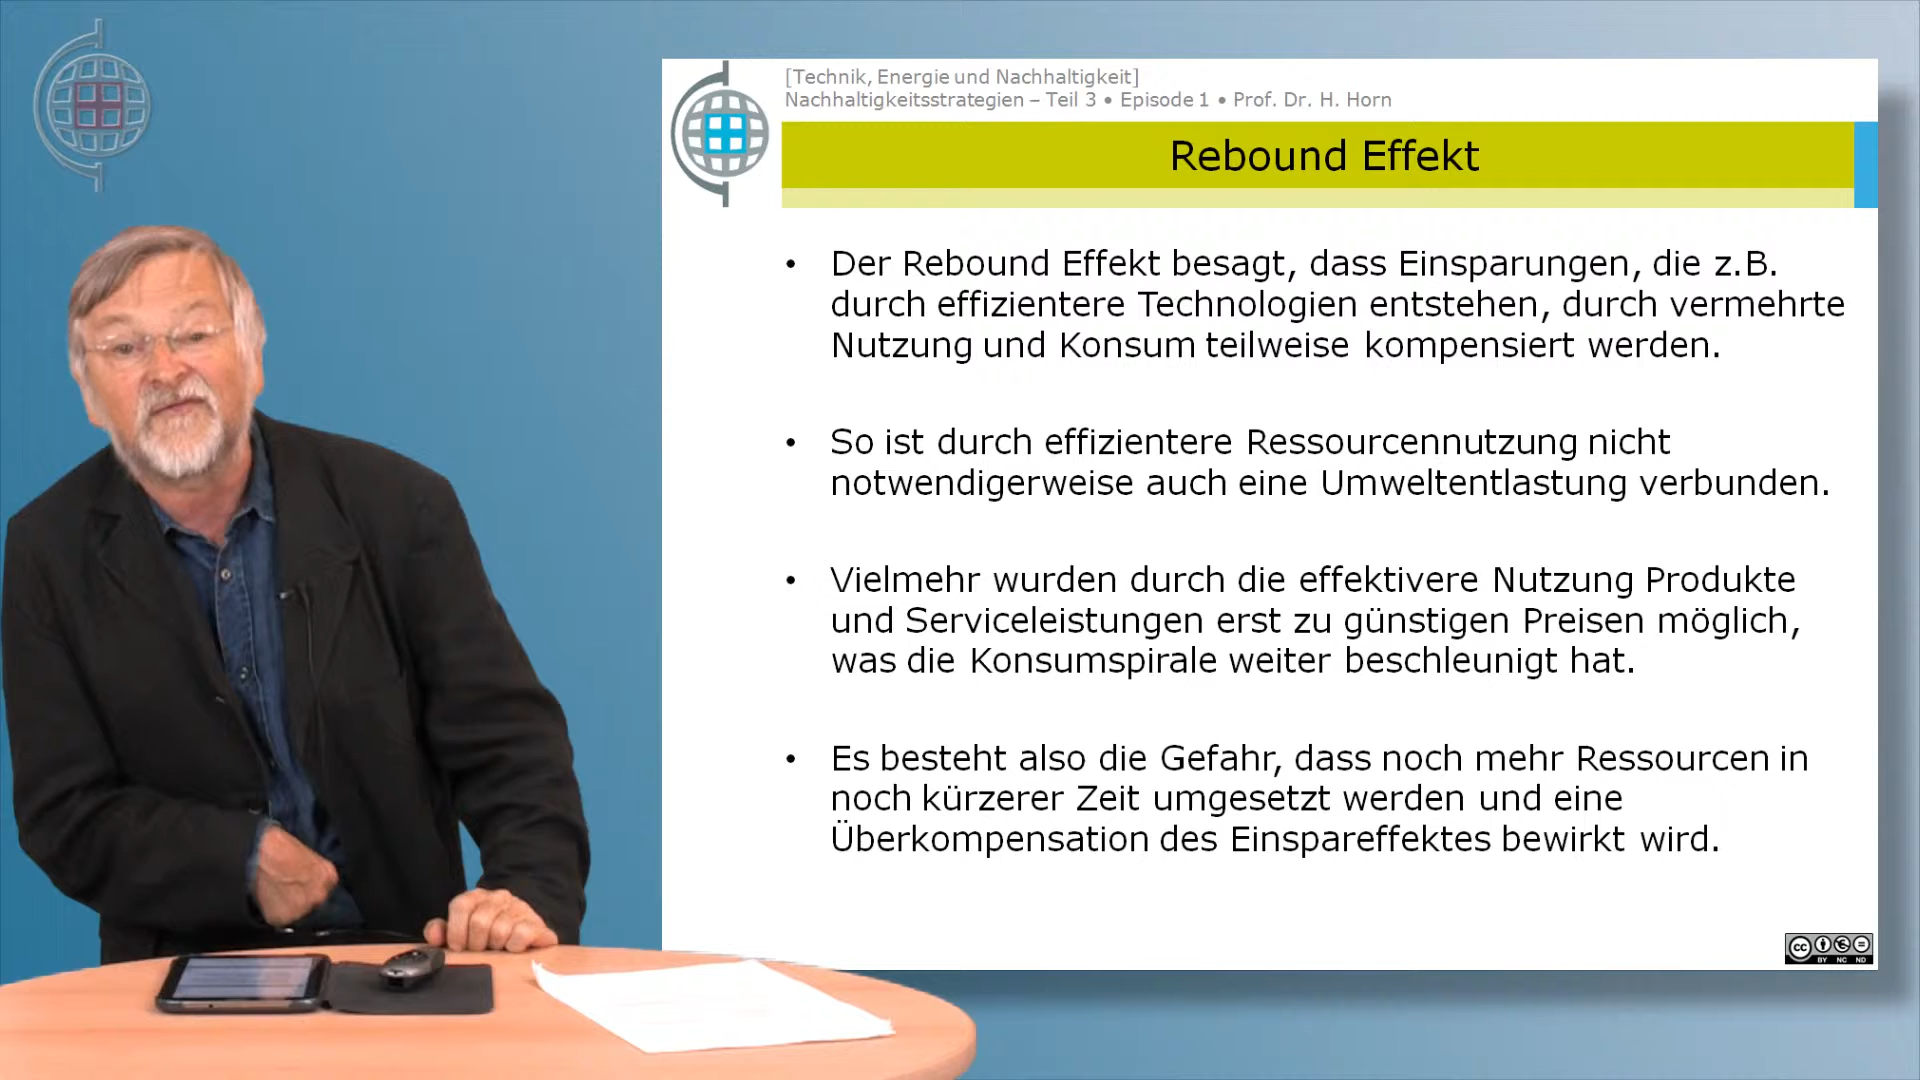 [Technik, Energie und Nachhaltigkeit]
Nachhaltigkeitsstrategien – Teil 3 • Episode 1 • Prof. Dr. H. Horn
Rebound Effekt
• Der Rebound Effekt besagt, dass Einsparungen, die z.B.
durch effizientere Technologien entstehen, durch vermehrte
Nutzung und Konsum teilweise kompensiert werden.
• So ist durch effizientere Ressourcennutzung nicht
notwendigerweise auch eine Umweltentlastung verbunden.
• Vielmehr wurden durch die effektivere Nutzung Produkte
und Serviceleistungen erst zu günstigen Preisen möglich,
was die Konsumspirale weiter beschleunigt hat.
• Es besteht also die Gefahr, dass noch mehr Ressourcen in
noch kürzerer Zeit umgesetzt werden und eine
Überkompensation des Einspareffektes bewirkt wird.
cc
BY NC ND